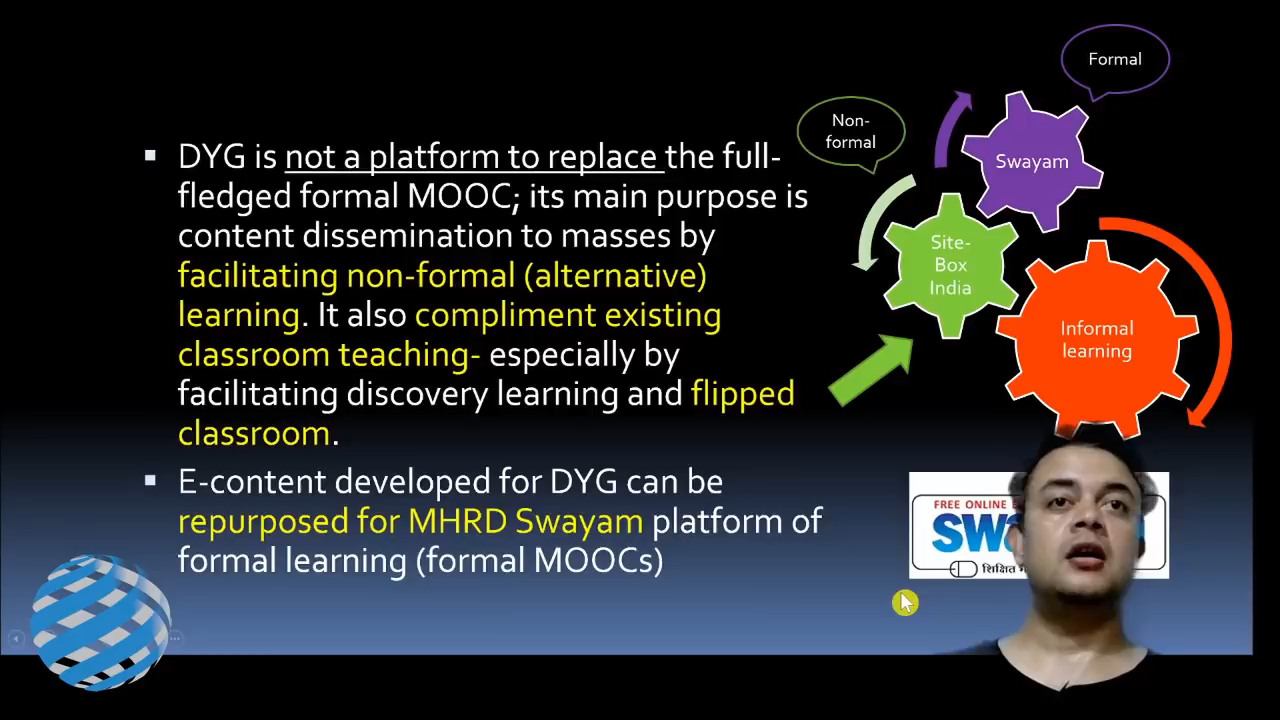 DYG is not a platform to replace the full-
fledged formal MOOC; its main purpose is
content dissemination to masses by
facilitating non-formal (alternative)
learning. It also compliment existing
classroom teaching- especially by
facilitating discovery learning and flipped
classroom.
E-content developed for DYG can be
repurposed for MHRD Swayam platform of
formal learning (formal MOOCs)
Formal
Non-
formal
Swayam
Site-
Box
India
Informal
learning
FREE ONLINE
शिक्षित